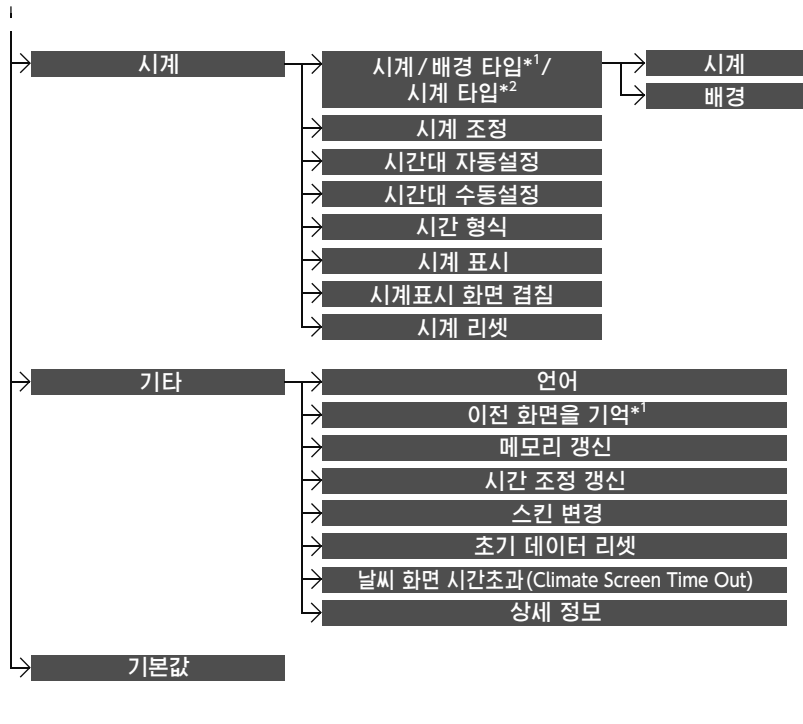 시계
시계/배경 타입*1/
시계 타입*2
시계
배경
시계 조정
시간대 자동설정
시간대 수동설정
시간 형식
시계 표시
시계표시 화면 겹침
시계 리셋
기타
언어
이전 화면을 기억*1
메모리 갱신
시간 조정 갱신
스킨 변경
초기 데이터 리셋
날씨 화면 시간초과(Climate Screen Time Out)
상세 정보
기본값